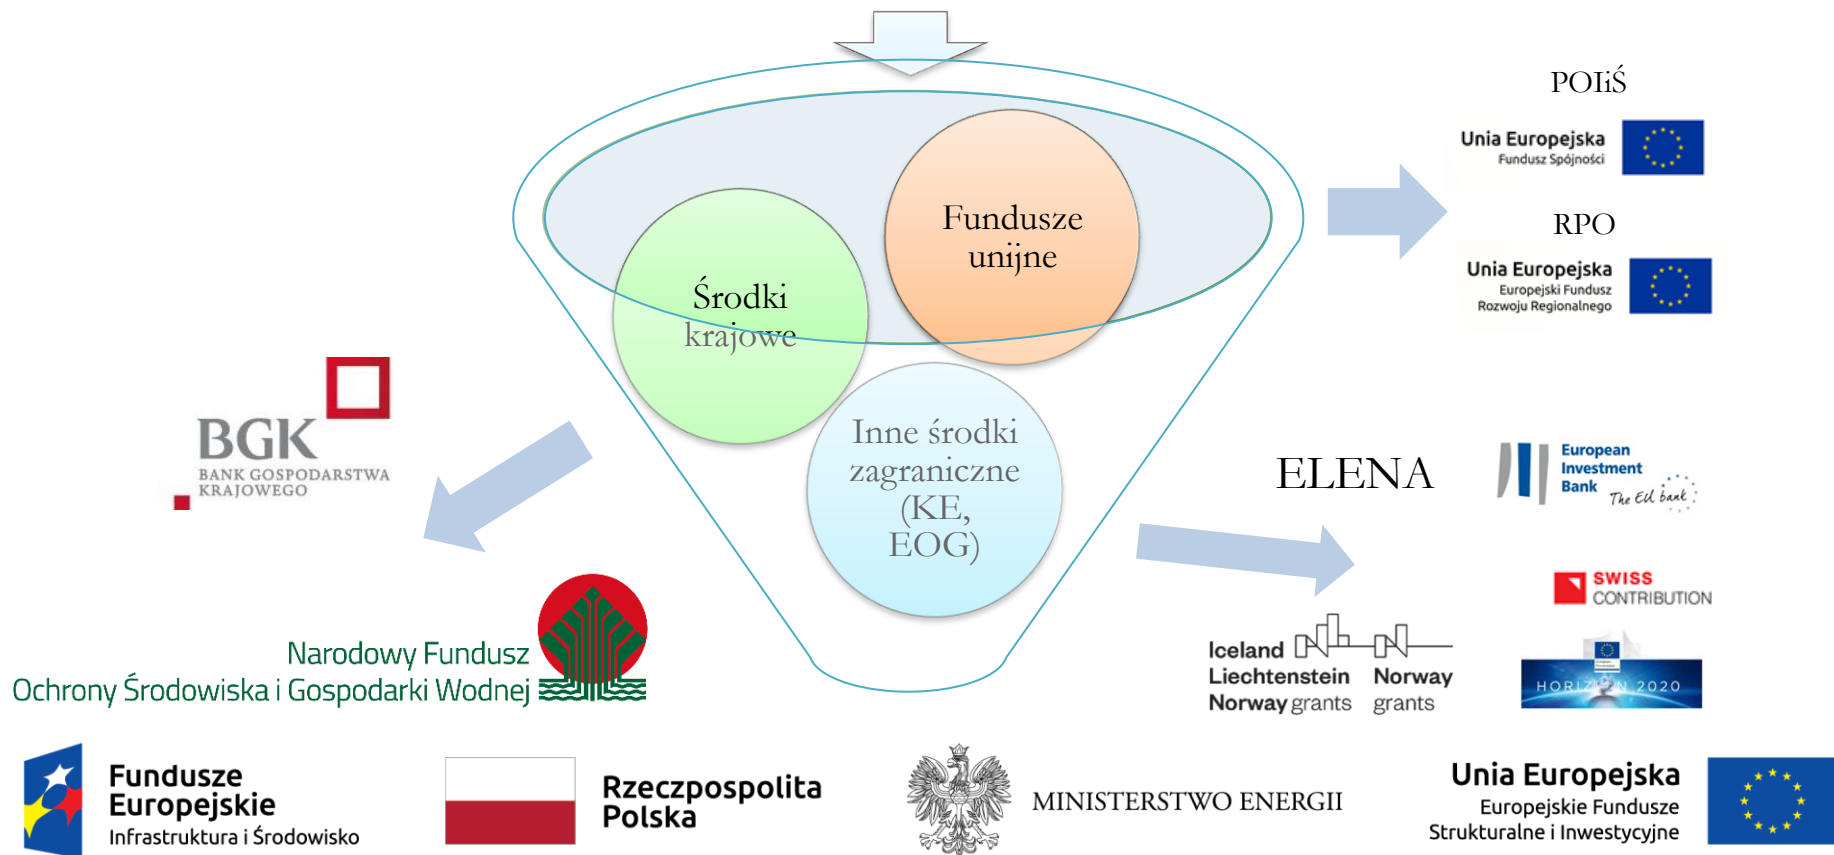 POIiŚ
Unia Europejska
Fundusz Spójności
RPO
Unia Europejska
Europejski Fundusz
Rozwoju Regionalnego
Fundusze
unijne
Środki
krajowe
Inne środki
zagraniczne
(KE,
EOG)
BGK
BANK GOSPODARSTWA
KRAJOWEGO
ELENA
European
Investment
Bank
The EU bank
SWISS
CONTRIBUTION
Narodowy Fundusz
Ochrony Środowiska i Gospodarki Wodnej
Iceland
Liechtenstein
Norway grants
Norway
grants
HORIZON 2020
Fundusze
Europejskie
Infrastruktura i Środowisko
Rzeczpospolita
Polska
MINISTERSTWO ENERGII
Unia Europejska
Europejskie Fundusze
Strukturalne i Inwestycyjne